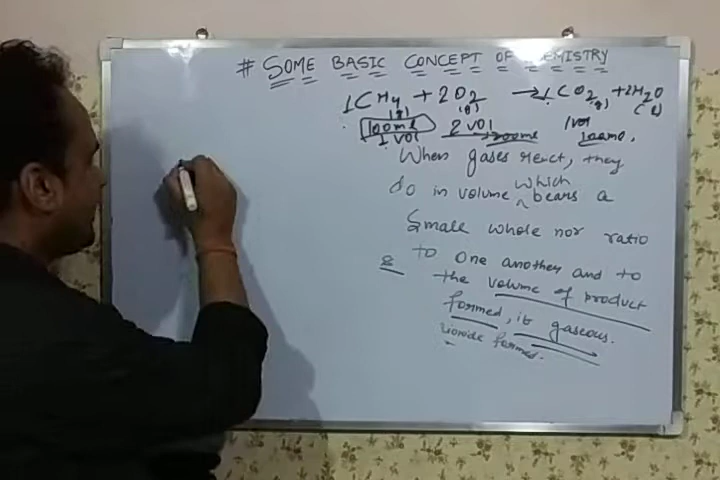 # SOME BASIC CONCEPT OF CHEMISTRY
1CH4 + 2O2 → 1CO2 + 2H2O
(g) (g) (g) (l)
100ml 2 vol 200ml 1 vol 100ml.
1 vol
When gases react, they
do in volume which bears a
Small whole nor ratio
to one another and to
the volume of product
formed, if gaseous.
formed.